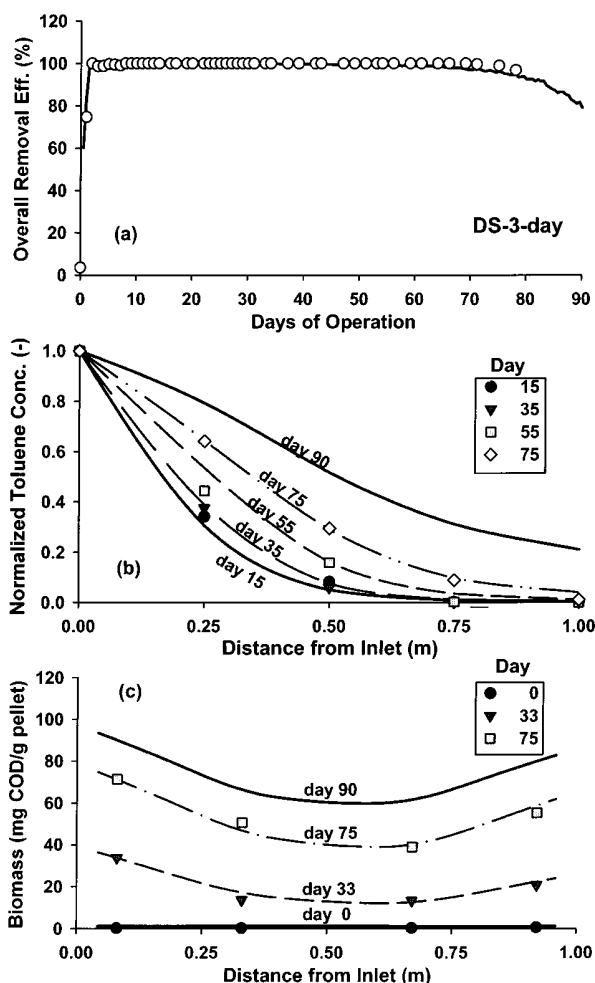 120
100
80
60
40
20
0
Overall Removal Eff. (%)
(a)
DS-3-day
0 10 20 30 40 50 60 70 80 90
Days of Operation
1.0
0.8
0.6
0.4
0.2
0.0
Normalized Toluene Conc. (-)
Day
15
35
55
75
day 90
day 75
day 55
day 35
day 15
(b)
0.00 0.25 0.50 0.75 1.00
Distance from Inlet (m)
120
100
80
60
40
20
0
Biomass (mg COD/g pellet)
(c)
Day
0
33
75
day 90
day 75
day 33
day 0
0.00 0.25 0.50 0.75 1.00
Distance from Inlet (m)